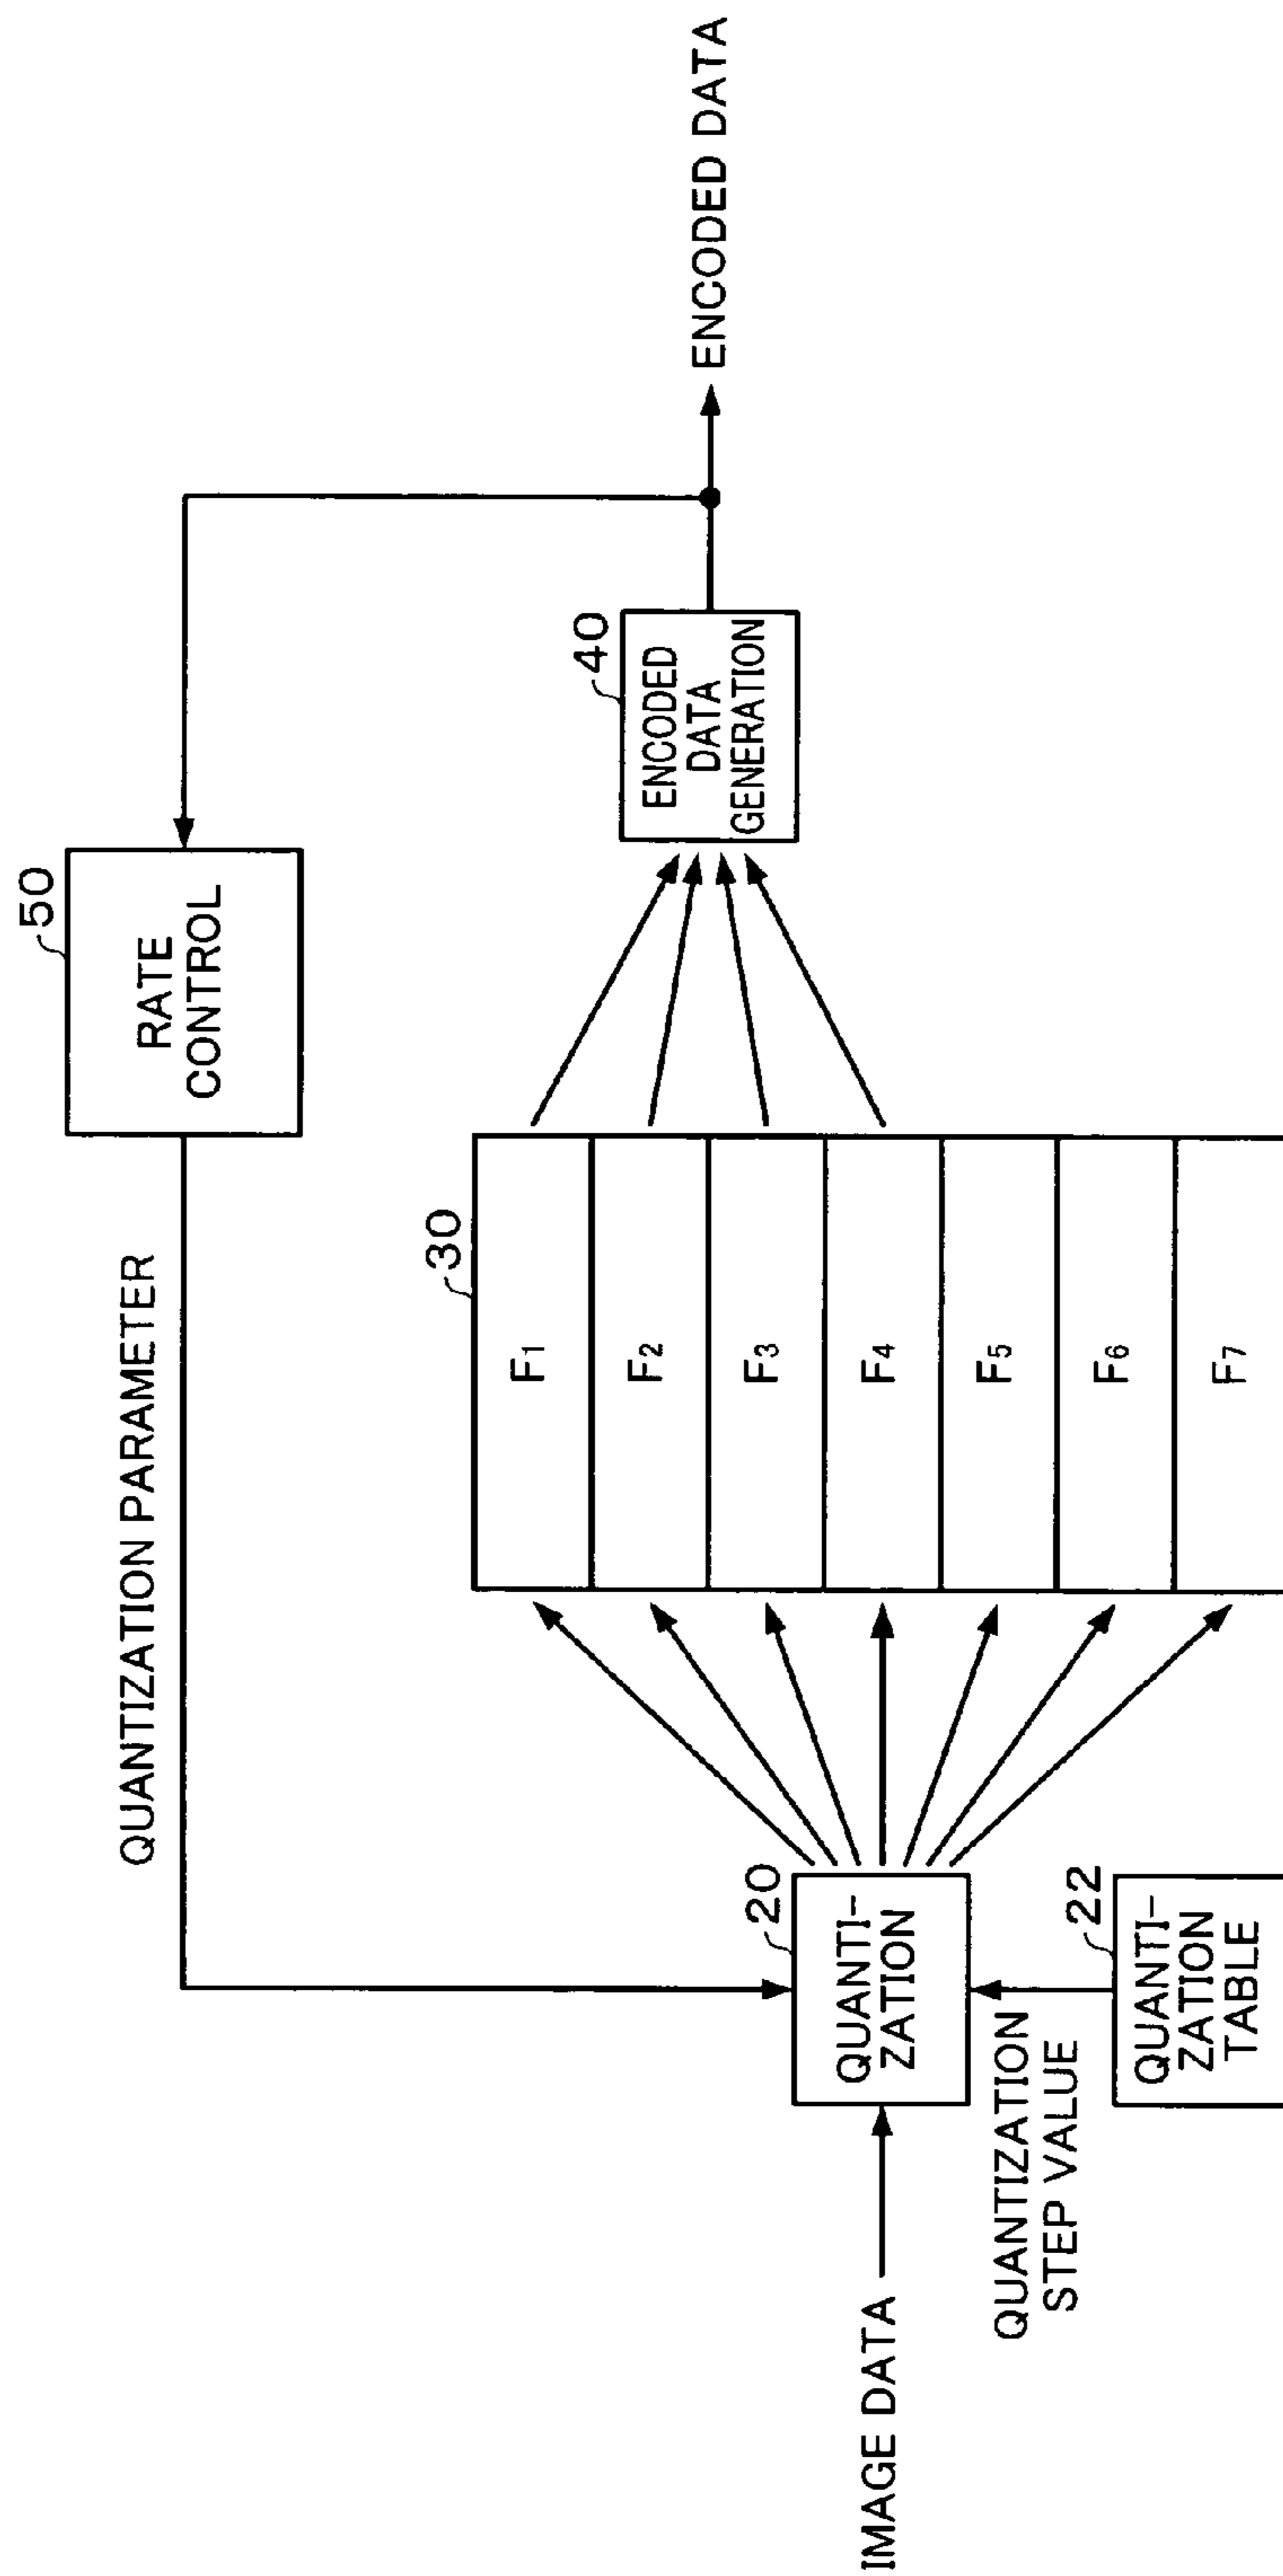 50
RATE
CONTROL
QUANTIZATION PARAMETER
30
F1
F2
F3
F4
F5
F6
F7
40
ENCODED
DATA
GENERATION
ENCODED DATA
20
QUANTI-
ZATION
IMAGE DATA
QUANTIZATION
STEP VALUE
22
QUANTI-
ZATION
TABLE